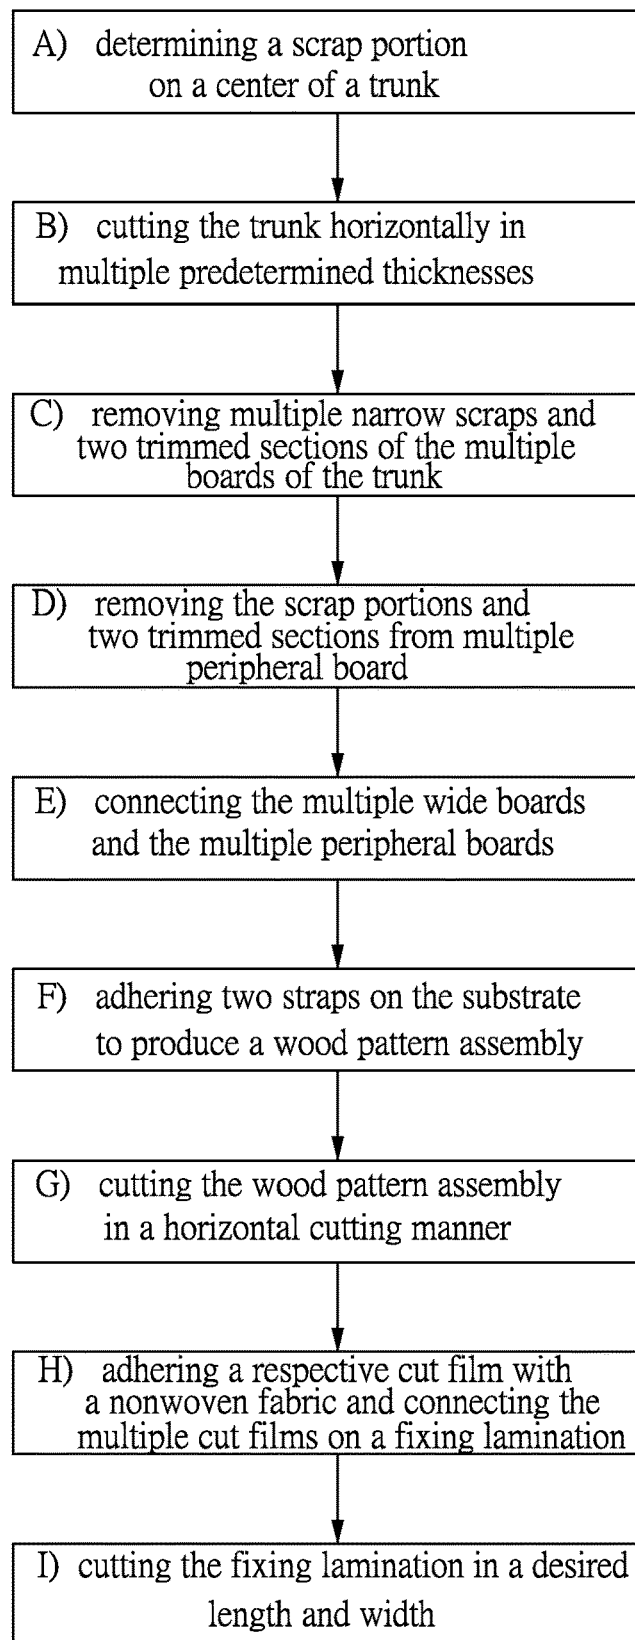 A) determining a scrap portion
on a center of a trunk
B) cutting the trunk horizontally in
multiple predetermined thicknesses
C) removing multiple narrow scraps and
two trimmed sections of the multiple
boards of the trunk
D) removing the scrap portions and
two trimmed sections from multiple
peripheral board
E) connecting the multiple wide boards
and the multiple peripheral boards
F) adhering two straps on the substrate
to produce a wood pattern assembly
G) cutting the wood pattern assembly
in a horizontal cutting manner
H) adhering a respective cut film with
a nonwoven fabric and connecting the
multiple cut films on a fixing lamination
I) cutting the fixing lamination in a desired
length and width